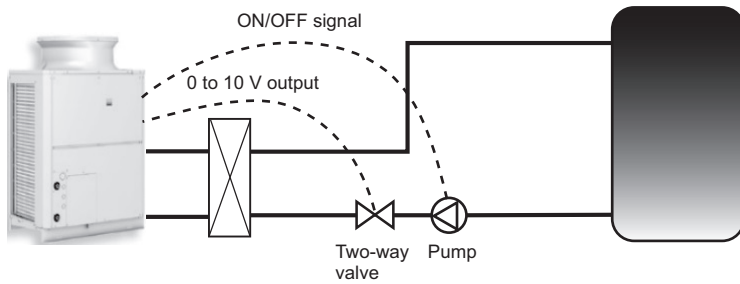 ON/OFF signal
0 to 10 V output
Two-way
valve
Pump